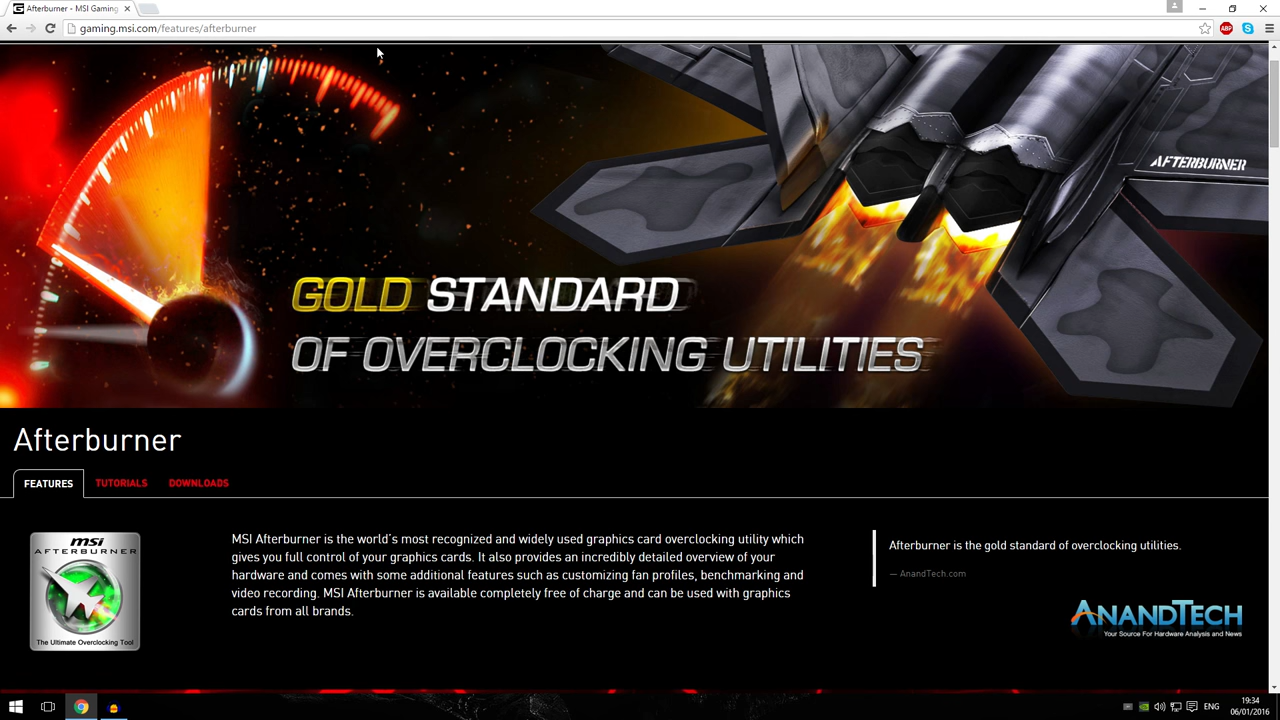 Afterburner - MSI Gaming
gaming.msi.com/features/afterburner
ABP
AFTERBURNER
GOLD STANDARD
OF OVERCLOCKING UTILITIES
Afterburner
FEATURES
TUTORIALS
DOWNLOADS
msi
AFTERBURNER
The Ultimate Overclocking Tool
MSI Afterburner is the world's most recognized and widely used graphics card overclocking utility which
gives you full control of your graphics cards. It also provides an incredibly detailed overview of your
hardware and comes with some additional features such as customizing fan profiles, benchmarking and
video recording. MSI Afterburner is available completely free of charge and can be used with graphics
cards from all brands.
Afterburner is the gold standard of overclocking utilities.
— AnandTech.com
ANANDTECH
Your Source For Hardware Analysis and News
ENG
19:34
06/01/2016